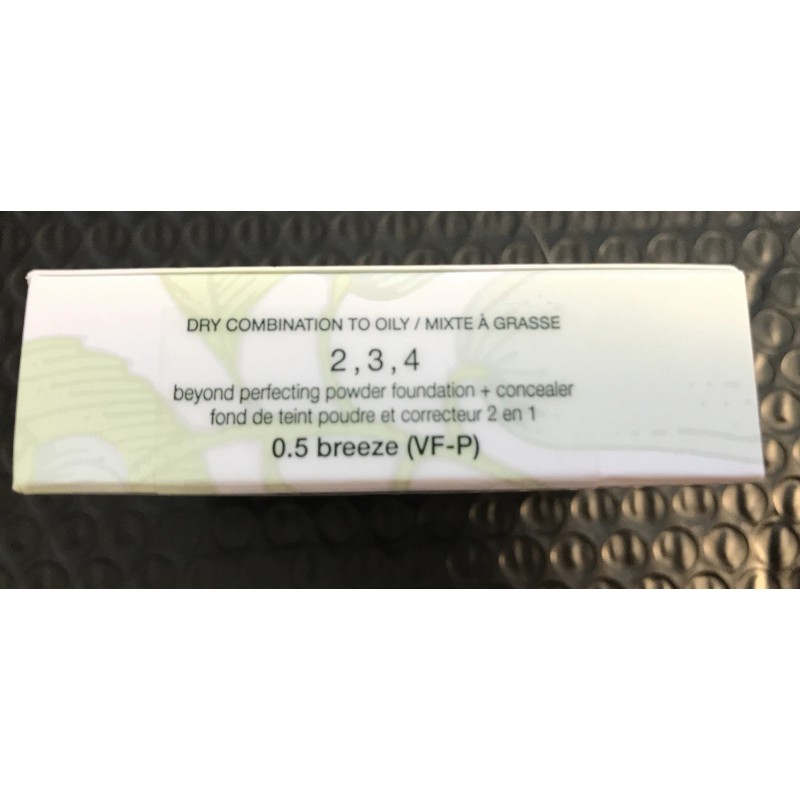 DRY COMBINATION TO OILY / MIXTE À GRASSE
2 , 3 , 4
beyond perfecting powder foundation + concealer
fond de teint poudre et correcteur 2 en 1
0.5 breeze (VF-P)